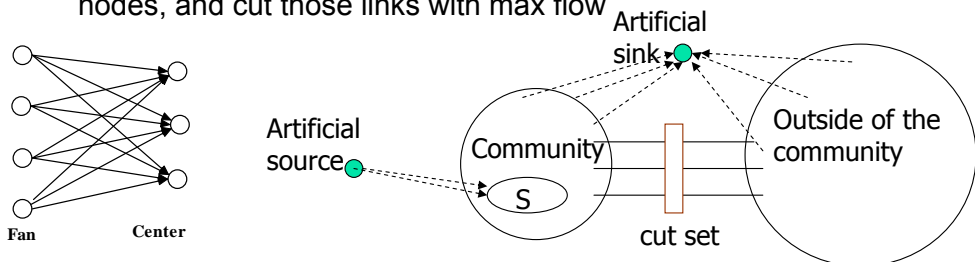 nodes, and cut those links with max flow
Artificial
sink
Artificial
source
Community
S
Outside of the
community
cut set
Fan
Center